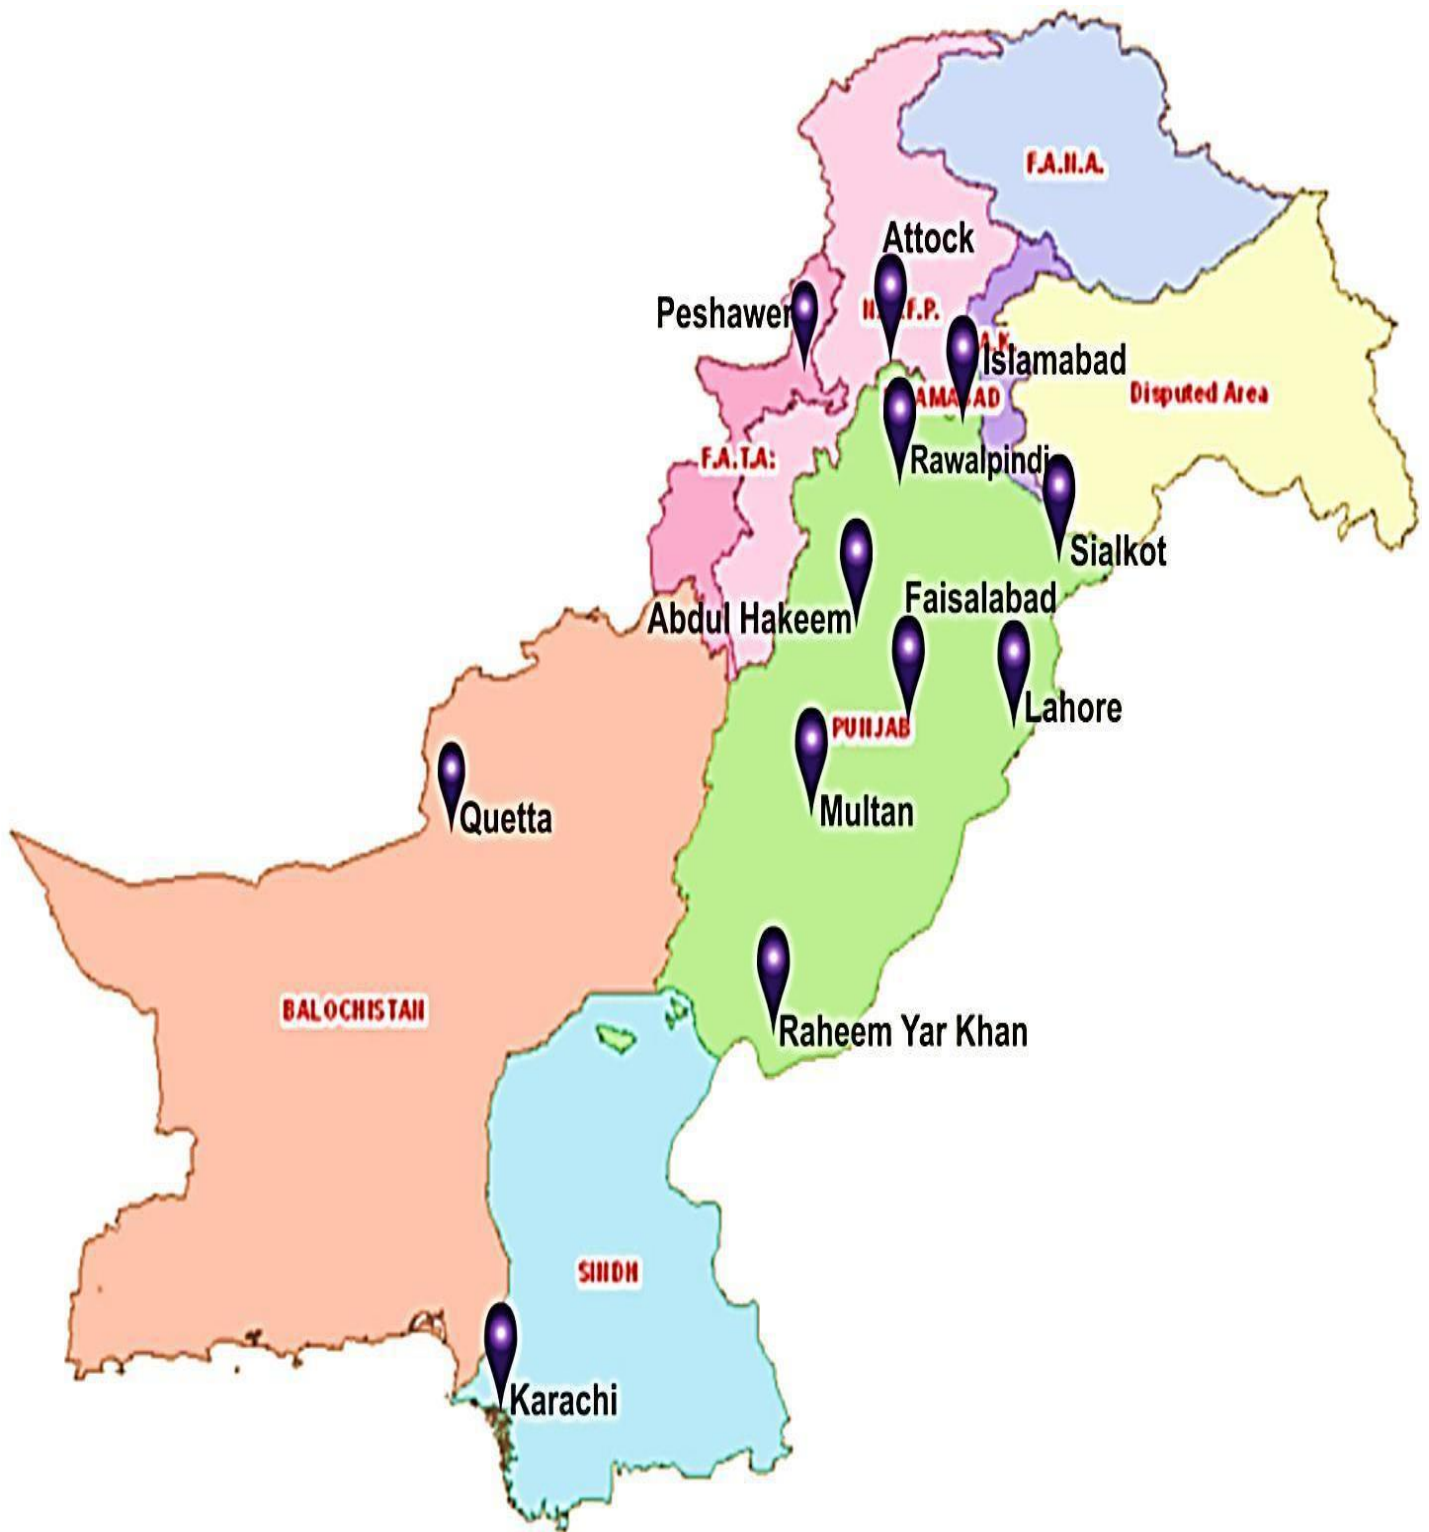 F.A.N.A.
Attock
Peshawer
Islamabad
Disputed Area
Rawalpindi
F.A.T.A:
Sialkot
Faisalabad
Abdul Hakeem
Lahore
PUNJAB
Multan
Quetta
BALOCHISTAN
Raheem Yar Khan
SINDH
Karachi